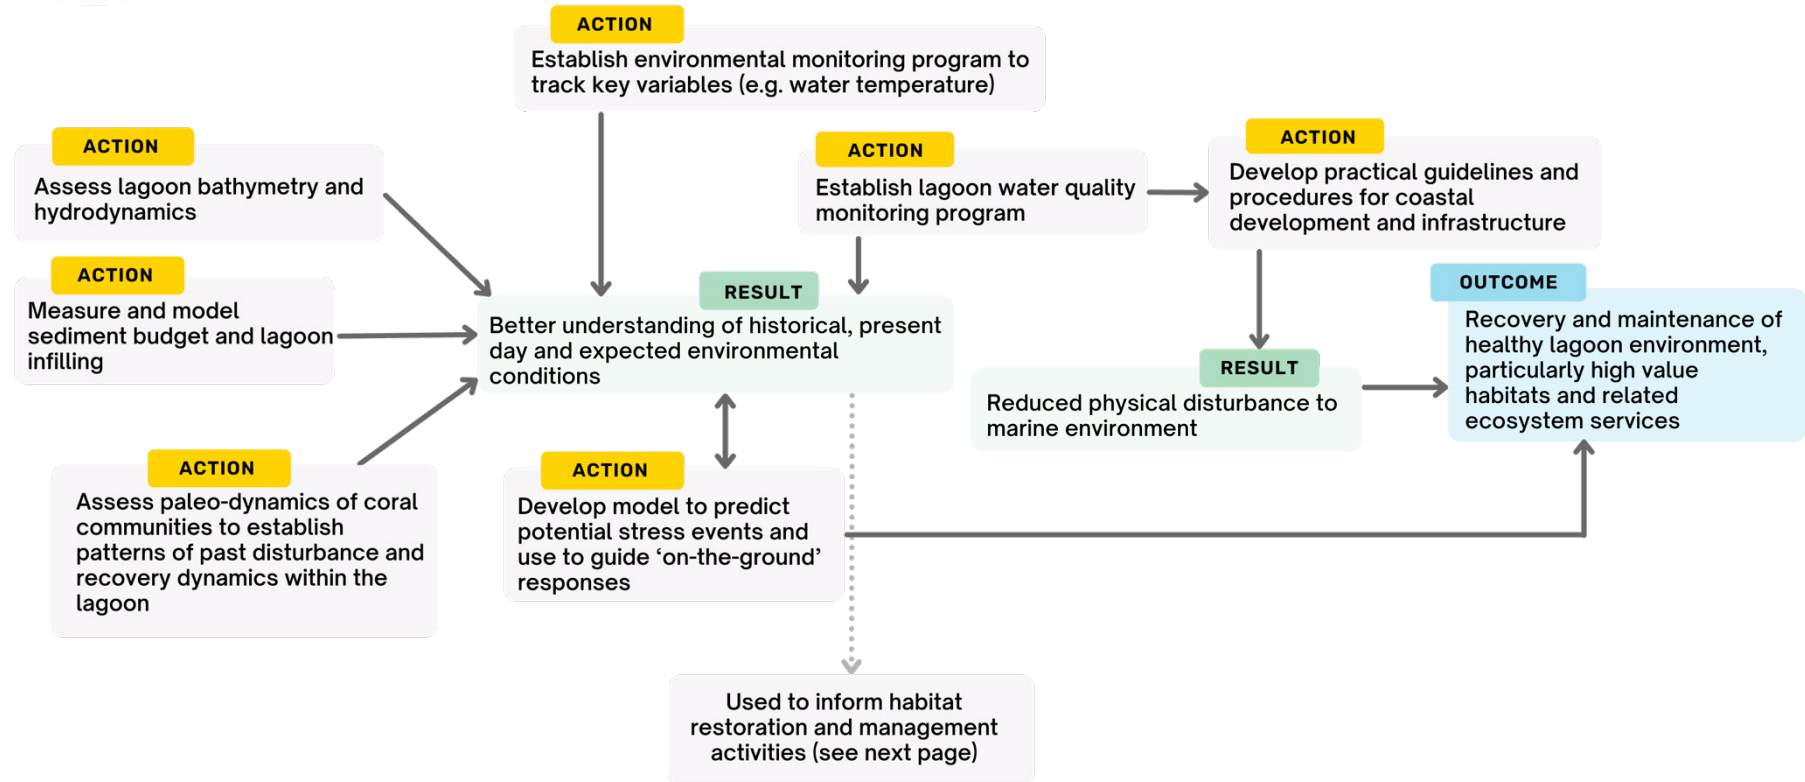 ACTION
Establish environmental monitoring program to
track key variables (e.g. water temperature)
ACTION
Assess lagoon bathymetry and
hydrodynamics
ACTION
Establish lagoon water quality
monitoring program
ACTION
Develop practical guidelines and
procedures for coastal
development and infrastructure
ACTION
Measure and model
sediment budget and lagoon
infilling
RESULT
Better understanding of historical, present
day and expected environmental
conditions
RESULT
Reduced physical disturbance to
marine environment
OUTCOME
Recovery and maintenance of
healthy lagoon environment,
particularly high value
habitats and related
ecosystem services
ACTION
Assess paleo-dynamics of coral
communities to establish
patterns of past disturbance and
recovery dynamics within the
lagoon
ACTION
Develop model to predict
potential stress events and
use to guide ‘on-the-ground’
responses
Used to inform habitat
restoration and management
activities (see next page)